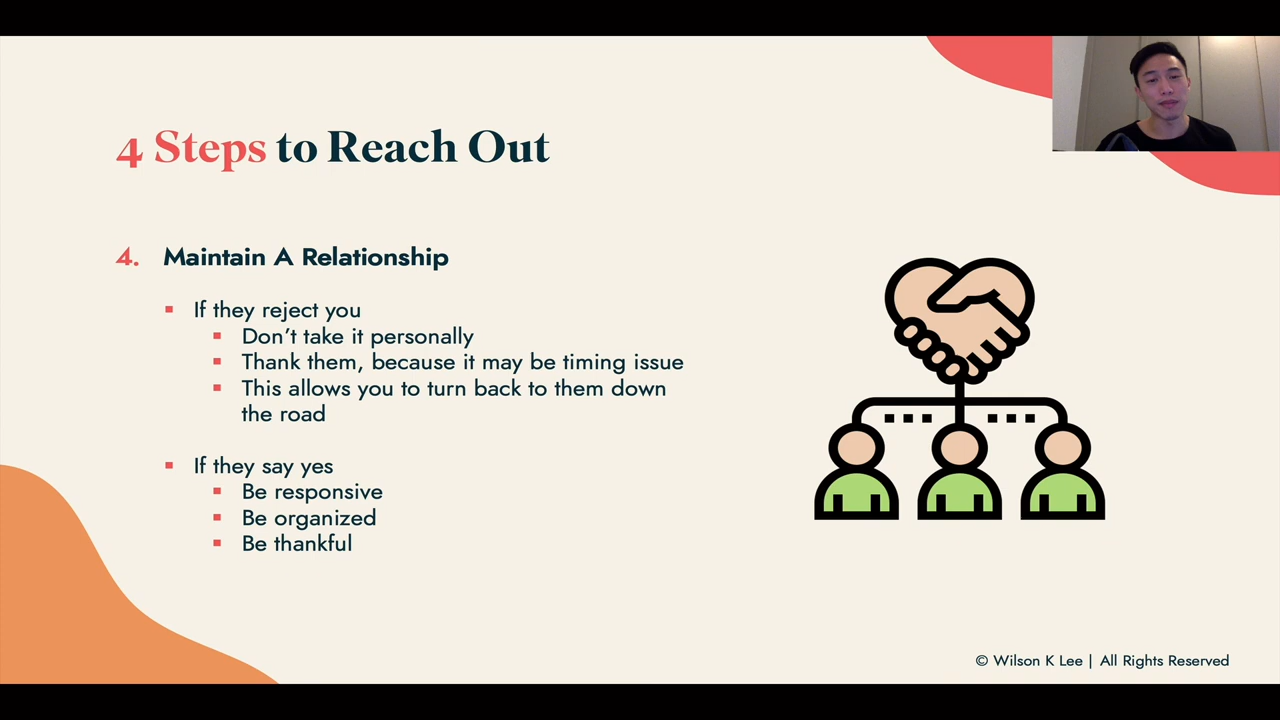 4 Steps to Reach Out
4. Maintain A Relationship
If they reject you
Don’t take it personally
Thank them, because it may be timing issue
This allows you to turn back to them down
the road
If they say yes
Be responsive
Be organized
Be thankful
© Wilson K Lee | All Rights Reserved